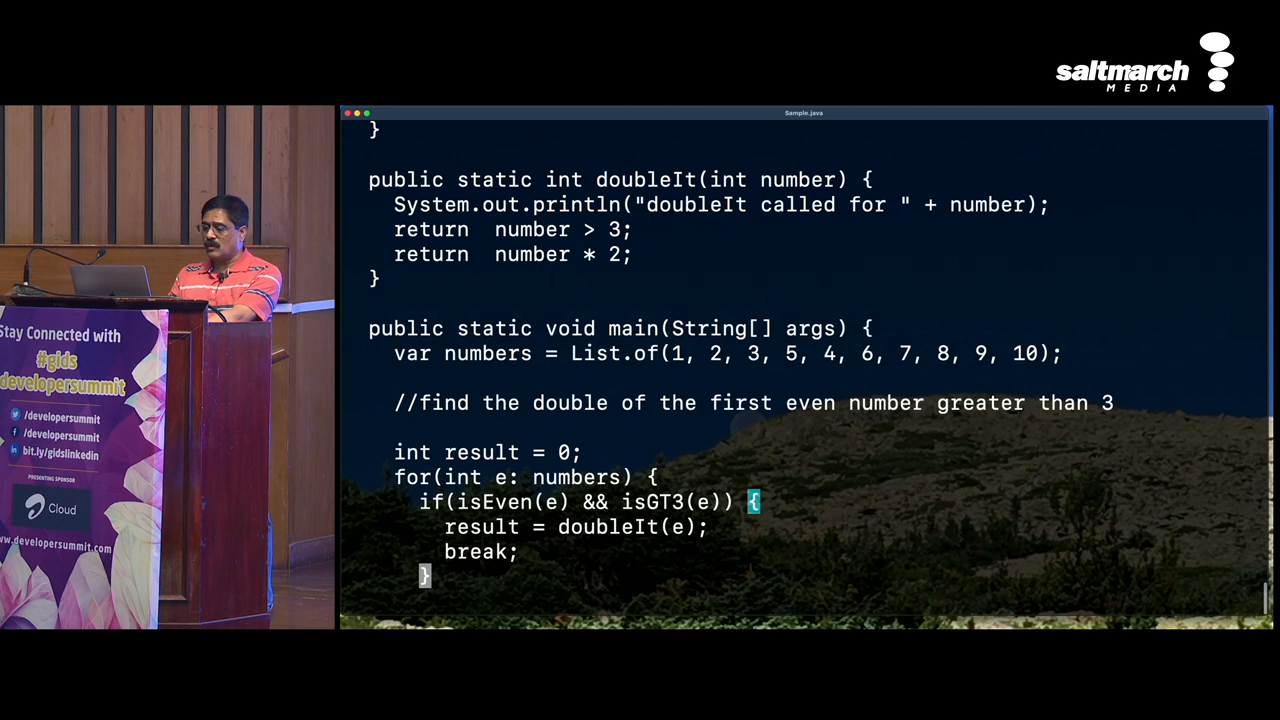 saltmarch
MEDIA
Sample.java
}
public static int doubleIt(int number) {
System.out.println("doubleIt called for " + number);
return  number > 3;
return  number * 2;
}
public static void main(String[] args) {
var numbers = List.of(1, 2, 3, 5, 4, 6, 7, 8, 9, 10);
//find the double of the first even number greater than 3
int result = 0;
for(int e: numbers) {
if(isEven(e) && isGT3(e)) {
result = doubleIt(e);
break;
}
Stay Connected with
#gids
developersummit
/developersummit
/developersummit
bit.ly/gidslinkedin
PRESENTING SPONSOR
Cloud
ww.developersummit.com